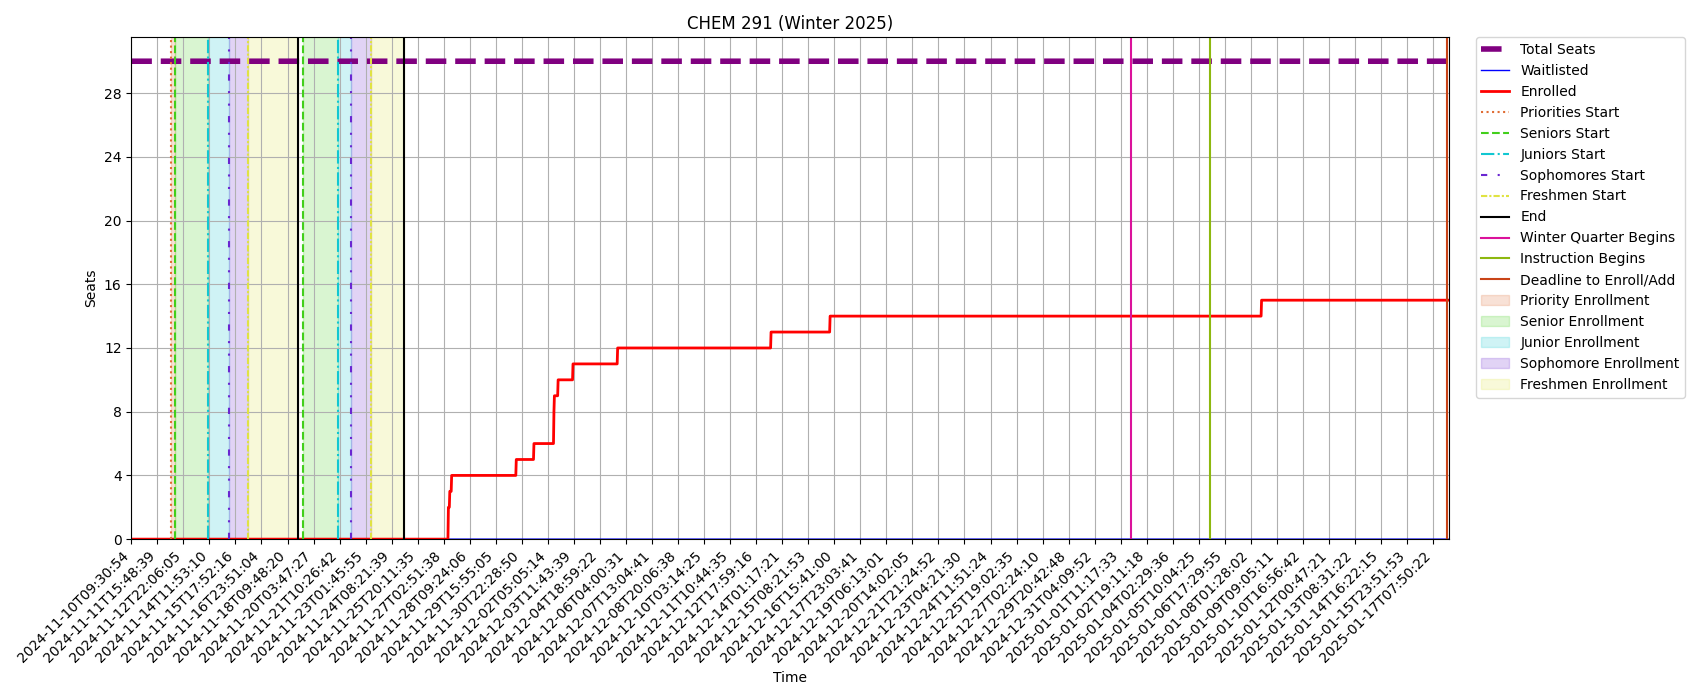 CHEM 291 (Winter 2025)
Seats
28
24
20
16
12
8
4
0
2024-11-10T09:30:54
2024-11-11T15:48:39
2024-11-12T22:06:05
2024-11-14T11:53:10
2024-11-15T17:52:16
2024-11-16T23:51:04
2024-11-18T09:48:20
2024-11-20T03:47:27
2024-11-21T10:26:42
2024-11-23T01:45:55
2024-11-24T08:21:39
2024-11-25T20:11:35
2024-11-27T02:51:38
2024-11-28T09:24:06
2024-11-29T15:55:05
2024-11-30T22:28:50
2024-12-02T05:05:14
2024-12-03T11:43:39
2024-12-04T18:59:22
2024-12-06T04:00:31
2024-12-07T13:04:41
2024-12-08T20:06:38
2024-12-10T03:14:25
2024-12-11T10:44:35
2024-12-12T17:59:16
2024-12-14T01:17:21
2024-12-15T08:21:53
2024-12-16T15:41:00
2024-12-17T23:03:41
2024-12-19T06:13:01
2024-12-20T14:02:05
2024-12-21T21:24:52
2024-12-23T04:21:30
2024-12-24T11:51:24
2024-12-25T19:02:35
2024-12-27T02:24:10
2024-12-29T20:42:48
2024-12-31T04:09:52
2025-01-01T11:17:33
2025-01-02T19:11:18
2025-01-04T02:29:36
2025-01-05T10:04:25
2025-01-06T17:29:55
2025-01-08T01:28:02
2025-01-09T09:05:11
2025-01-10T16:56:42
2025-01-12T00:47:21
2025-01-13T08:31:22
2025-01-14T16:22:15
2025-01-15T23:51:53
2025-01-17T07:50:22
Time
Total Seats
Waitlisted
Enrolled
Priorities Start
Seniors Start
Juniors Start
Sophomores Start
Freshmen Start
End
Winter Quarter Begins
Instruction Begins
Deadline to Enroll/Add
Priority Enrollment
Senior Enrollment
Junior Enrollment
Sophomore Enrollment
Freshmen Enrollment